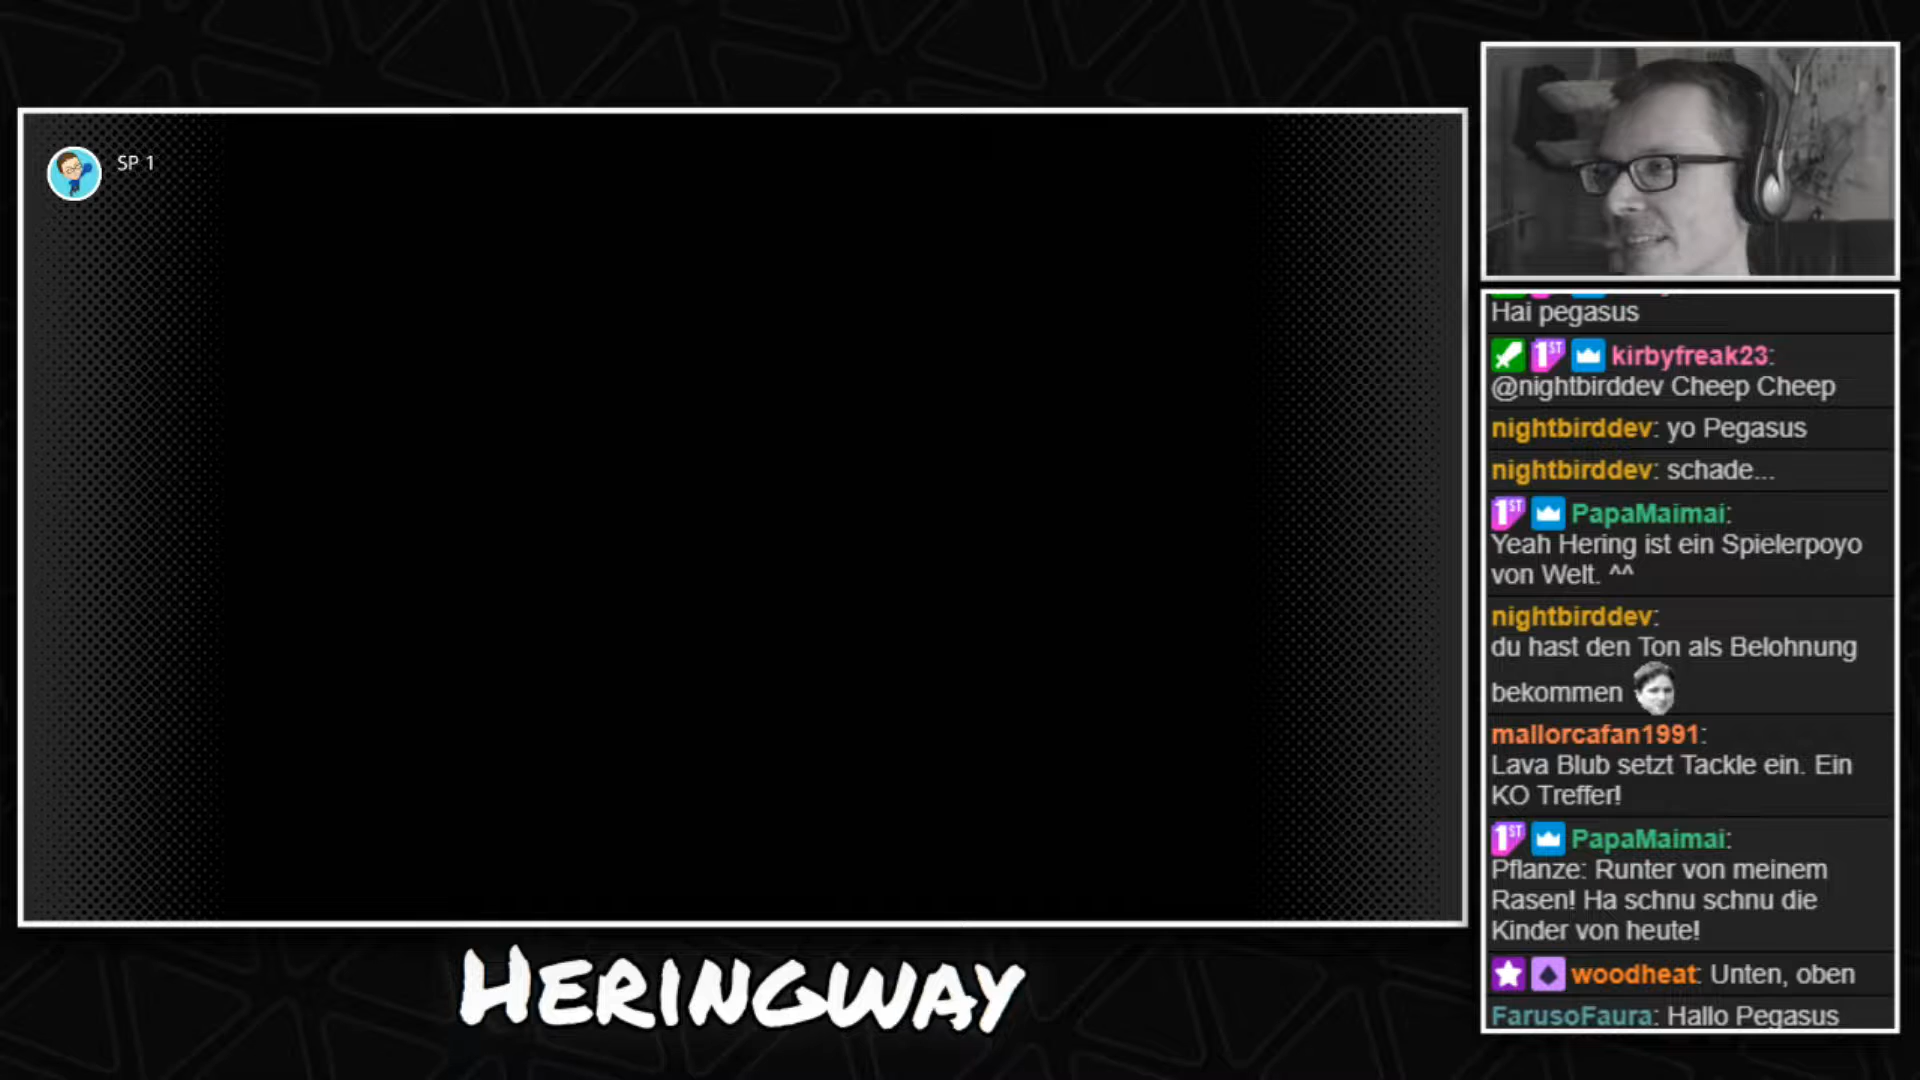 SP 1
Hai pegasus
1ST kirbyfreak23:
@nightbirddev Cheep Cheep
nightbirddev: yo Pegasus
nightbirddev: schade...
1ST PapaMaimai:
Yeah Hering ist ein Spielerpoyo
von Welt. ^^
nightbirddev:
du hast den Ton als Belohnung
bekommen
mallorcafan1991:
Lava Blub setzt Tackle ein. Ein
KO Treffer!
1ST PapaMaimai:
Pflanze: Runter von meinem
Rasen! Ha schnu schnu die
Kinder von heute!
woodheat: Unten, oben
FarusoFaura: Hallo Pegasus
HERINGWAY